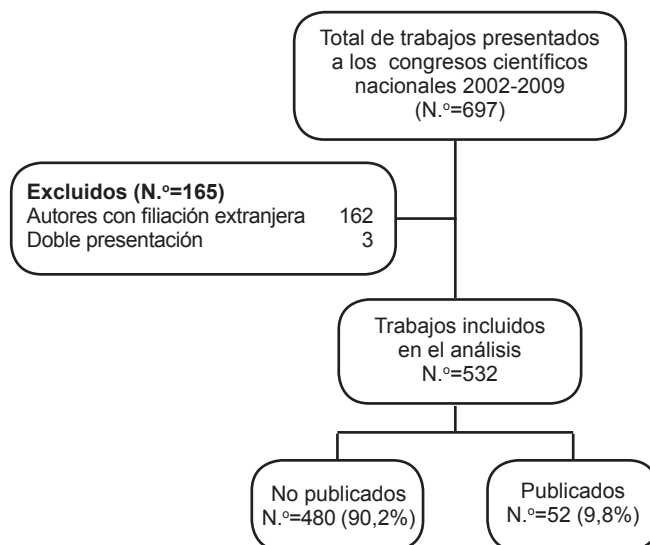 Total de trabajos presentados
a los congresos científicos
nacionales 2002-2009
(N.º=697)
Excluidos (N.º=165)
Autores con filiación extranjera 162
Doble presentación 3
Trabajos incluidos
en el análisis
N.º=532
No publicados
N.º=480 (90,2%)
Publicados
N.º=52 (9,8%)